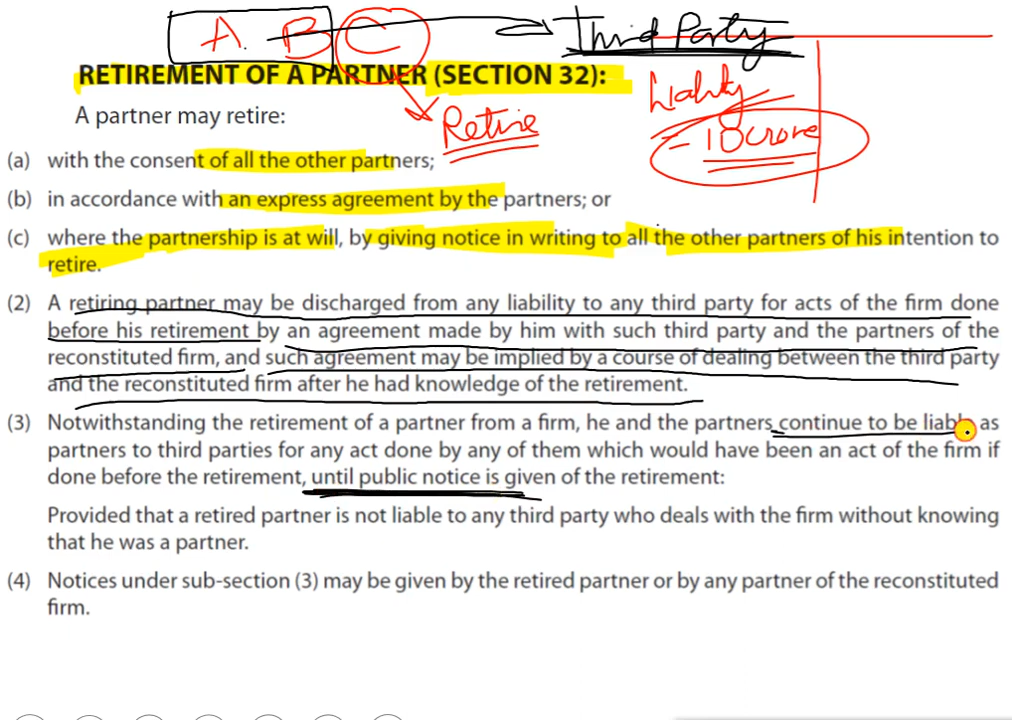 A. B C Third Party
RETIREMENT OF A PARTNER (SECTION 32):
Liability
A partner may retire:
Retire
= 10 crore
(a) with the consent of all the other partners;
(b) in accordance with an express agreement by the partners; or
(c) where the partnership is at will, by giving notice in writing to all the other partners of his intention to
retire.
(2) A retiring partner may be discharged from any liability to any third party for acts of the firm done
before his retirement by an agreement made by him with such third party and the partners of the
reconstituted firm, and such agreement may be implied by a course of dealing between the third party
and the reconstituted firm after he had knowledge of the retirement.
(3) Notwithstanding the retirement of a partner from a firm, he and the partners continue to be liable as
partners to third parties for any act done by any of them which would have been an act of the firm if
done before the retirement, until public notice is given of the retirement:
Provided that a retired partner is not liable to any third party who deals with the firm without knowing
that he was a partner.
(4) Notices under sub-section (3) may be given by the retired partner or by any partner of the reconstituted
firm.